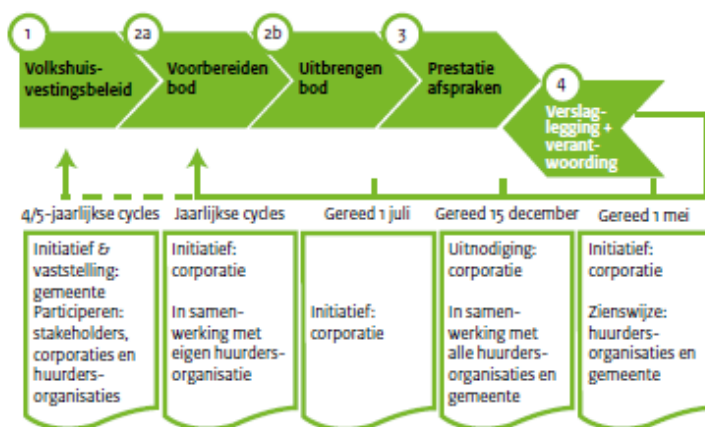 1
2a
2b
3
Volkshuis-
vestingsbeleid
Voorbereiden
bod
Uitbrengen
bod
Prestatie
afspraken
4
Verslag-
legging +
verant-
woording
4/5-jaarlijkse cycles
Jaarlijkse cycles
Gereed 1 juli
Gereed 15 december
Gereed 1 mei
Initiatief &
vaststelling:
gemeente
Participeren:
stakeholders,
corporaties en
huurders-
organisaties
Initiatief:
corporatie
In samen-
werking met
eigen huurders-
organisatie
Initiatief:
corporatie
Uitnodiging:
corporatie
In samen-
werking met
alle huurders-
organisaties en
gemeente
Initiatief:
corporatie
Zienswijze:
huurders-
organisaties en
gemeente